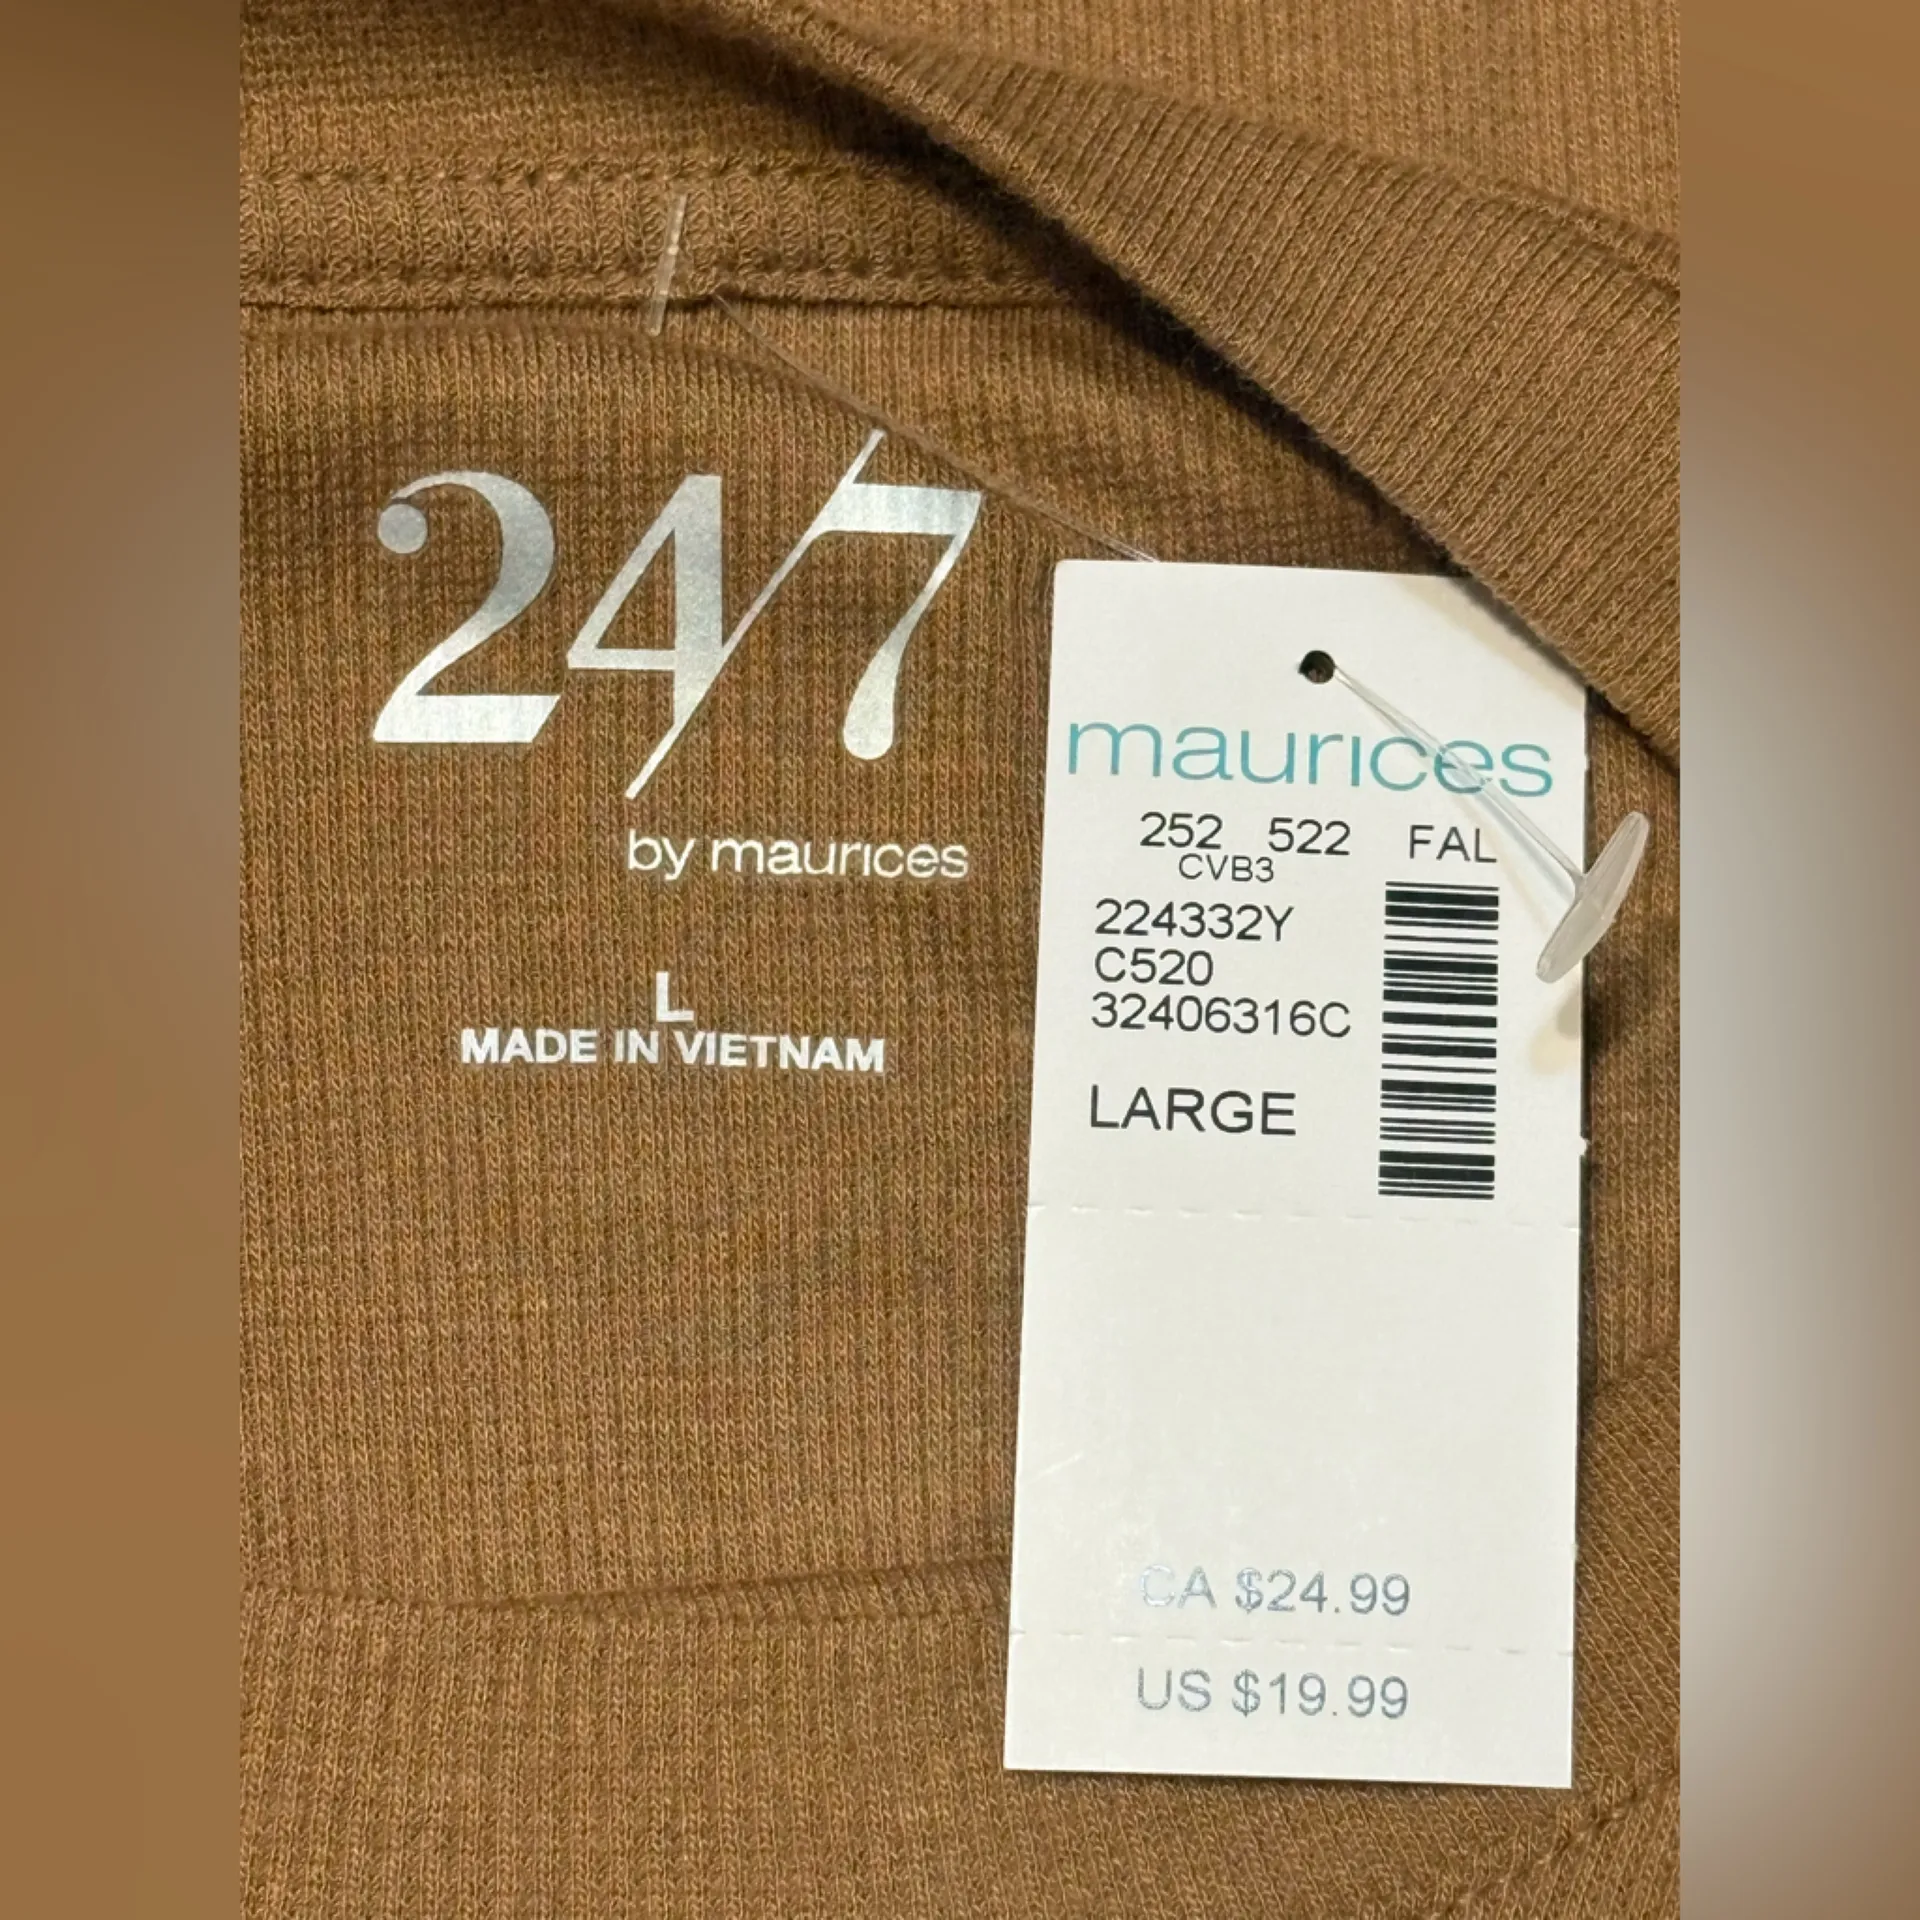 24/7
by maurices
L
MADE IN VIETNAM
maurices
252 522 FAL
CVB3
224332Y
C520
32406316C
LARGE
CA $24.99
US $19.99